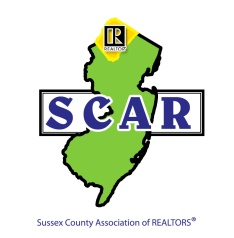 R
REALTOR®
SCAR
Sussex County Association of REALTORS®